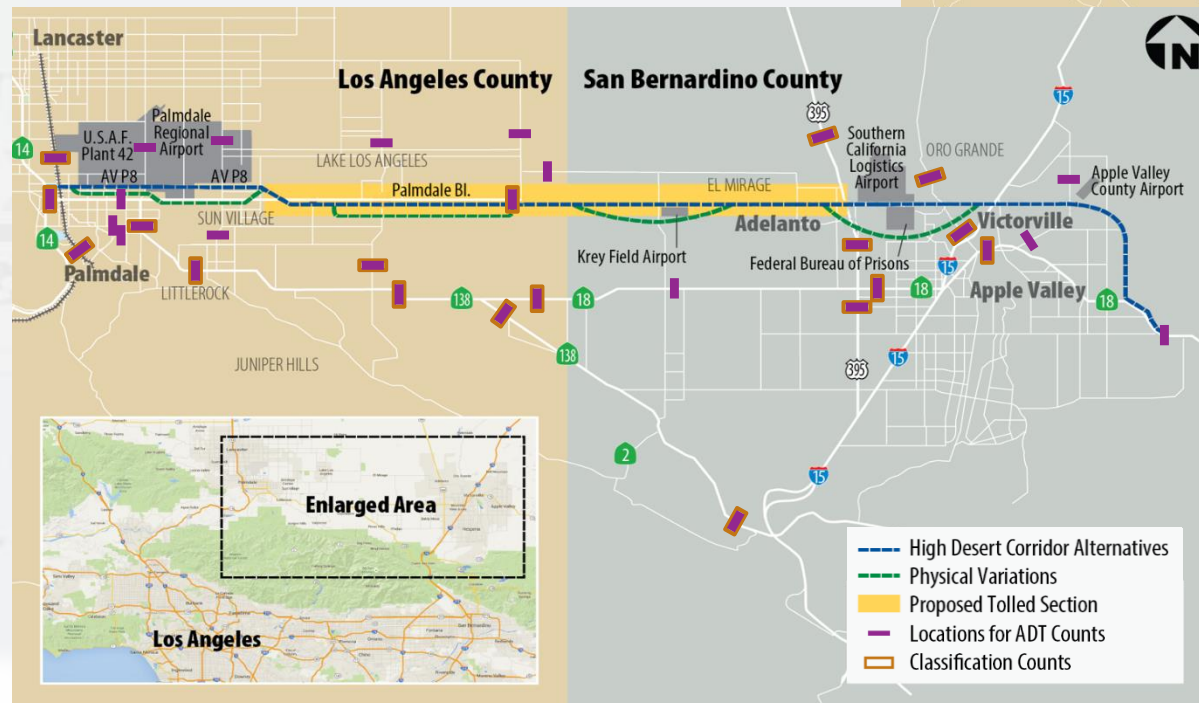 Lancaster
Los Angeles County
San Bernardino County
N
15
395
14
U.S.A.F.
Plant 42
Palmdale
Regional
Airport
AV P8
AV P8
LAKE LOS ANGELES
Palmdale Bl.
EL MIRAGE
Southern
California
Logistics
Airport
ORO GRANDE
Apple Valley
County Airport
SUN VILLAGE
14
Palmdale
LITTLEROCK
Krey Field Airport
Adelanto
Federal Bureau of Prisons
Victorville
15
Apple Valley
18
18
138
18
138
JUNIPER HILLS
395
15
2
15
Enlarged Area
Los Angeles
High Desert Corridor Alternatives
Physical Variations
Proposed Tolled Section
Locations for ADT Counts
Classification Counts